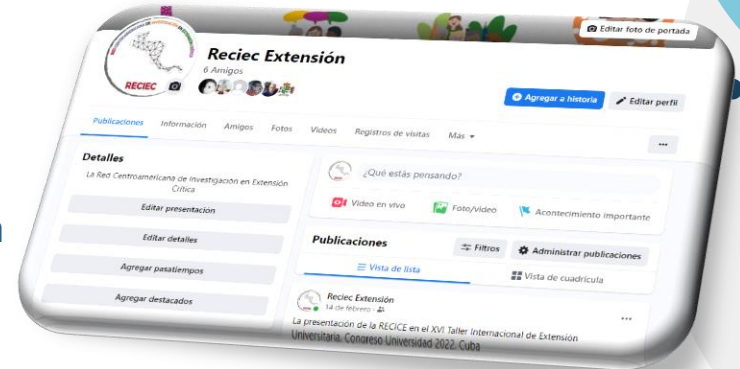 Editar foto de portada
Reciec Extensión
6 Amigos
RECIEC
Agregar a historia
Editar perfil
Publicaciones Información Amigos Fotos Videos Registros de visitas Más
Detalles
La Red Centroamericana de Investigación en Extensión
Crítica
Editar presentación
Editar detalles
Agregar pasatiempos
Agregar destacados
¿Qué estás pensando?
Video en vivo Foto/video Acontecimiento importante
Publicaciones Filtros Administrar publicaciones
Vista de lista Vista de cuadrícula
Reciec Extensión
14 de febrero
La presentación de la RECICE en el XVI Taller Internacional de Extensión
Universitaria. Congreso Universidad 2022. Cuba